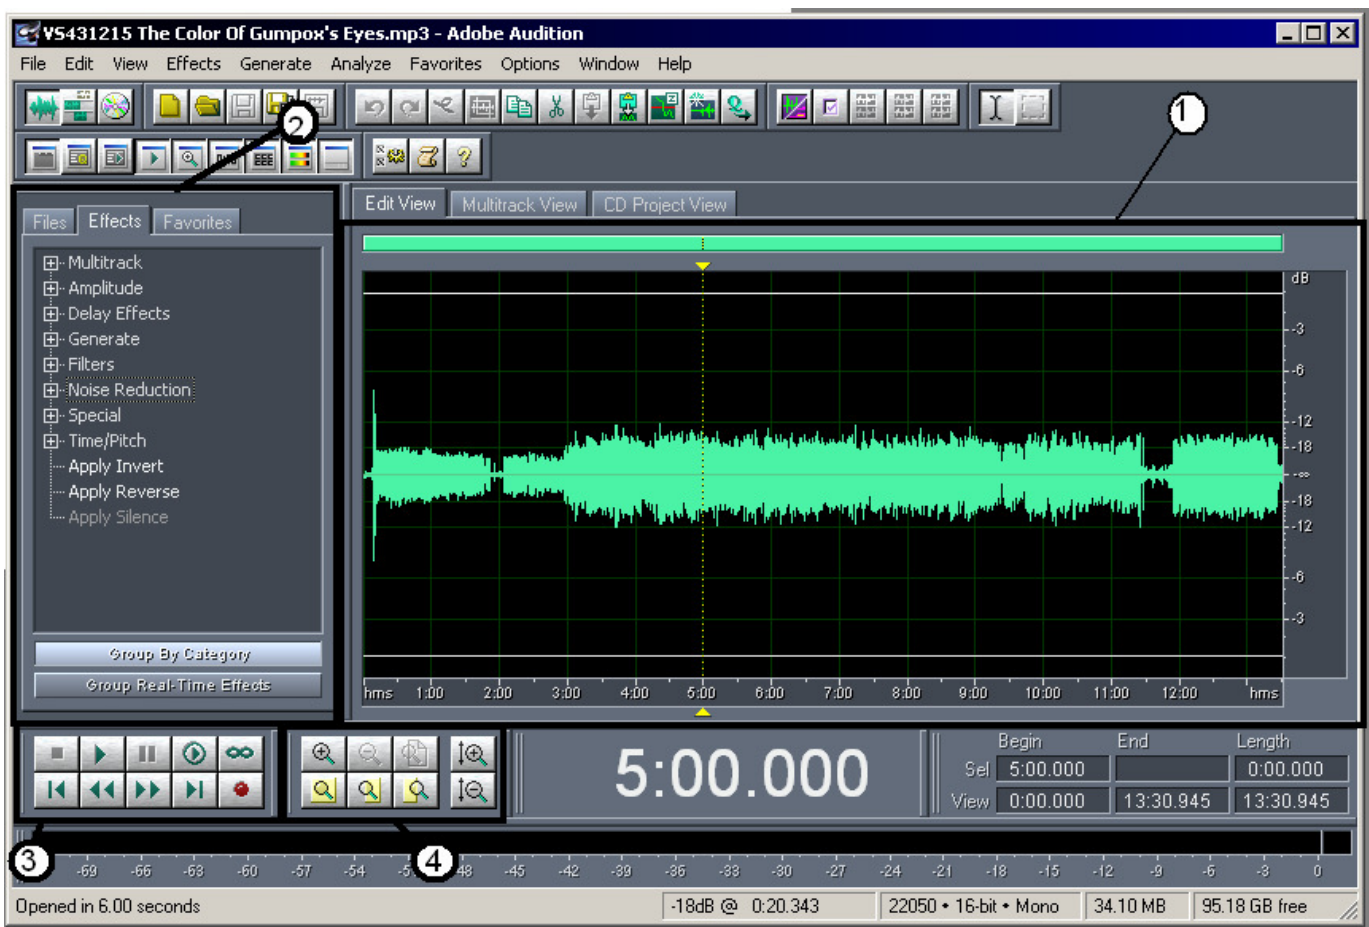 VS431215 The Color Of Gumpox's Eyes.mp3 - Adobe Audition
File Edit View Effects Generate Analyze Favorites Options Window Help
1
2
Edit View Multitrack View CD Project View
Files Effects Favorites
Multitrack
Amplitude
Delay Effects
Generate
Filters
Noise Reduction
Special
Time/Pitch
Apply Invert
Apply Reverse
Apply Silence
Group By Category
Group Real-Time Effects
dB
-3
-6
-12
-18
-∞
-18
-12
-6
-3
hms 1:00 2:00 3:00 4:00 5:00 6:00 7:00 8:00 9:00 10:00 11:00 12:00 hms
5:00.000
Begin End Length
Sel 5:00.000 0:00.000
View 0:00.000 13:30.945 13:30.945
3
4
-69 -66 -63 -60 -57 -54 -48 -45 -42 -39 -36 -33 -30 -27 -24 -21 -18 -15 -12 -9 -6 -3 0
Opened in 6.00 seconds -18dB @ 0:20.343 22050 • 16-bit • Mono 34.10 MB 95.18 GB free